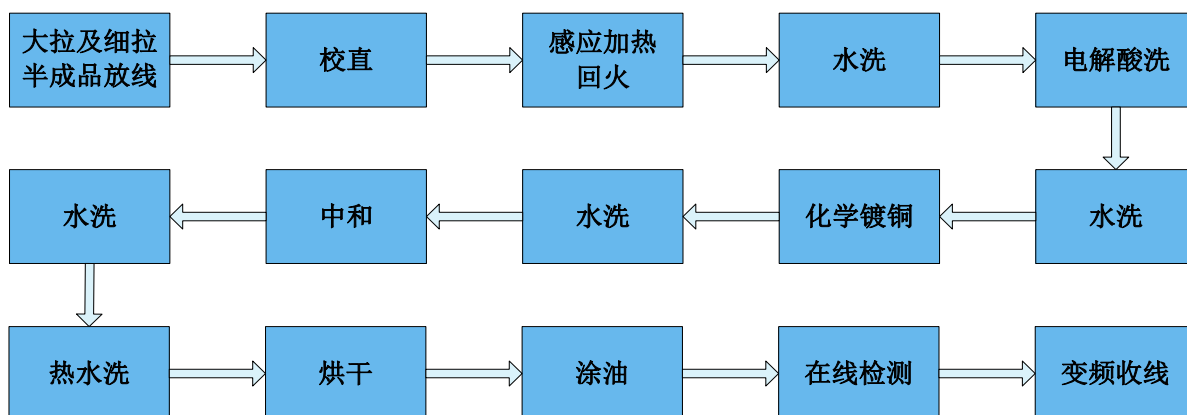 大拉及细拉
半成品放线
校直
感应加热
回火
水洗
电解酸洗
水洗
化学镀铜
水洗
中和
水洗
热水洗
烘干
涂油
在线检测
变频收线